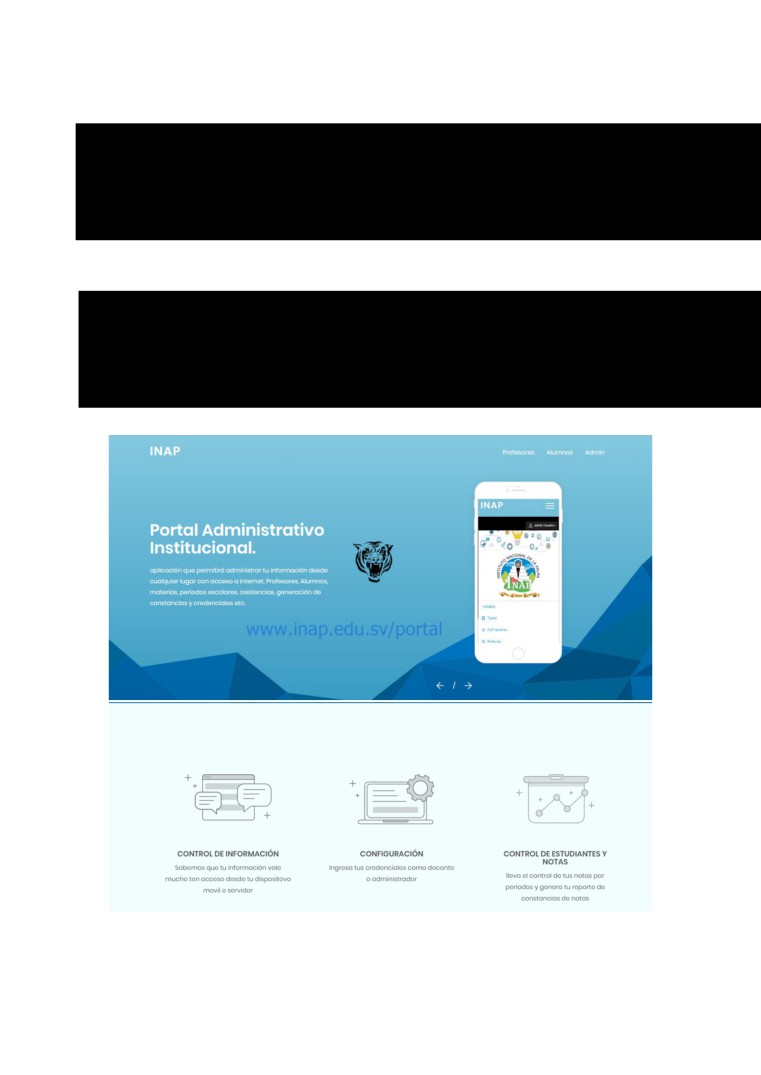 INAP
Profesores Alumnos Admin
INAP
Portal Administrativo
Institucional.
aplicación que permitirá administrar tu información desde
cualquier lugar con acceso a internet, Profesores, Alumnos,
materias, periodos escolares, asistencias, generación de
constancias y credenciales etc.
www.inap.edu.sv/portal
INAP
CONTROL DE INFORMACIÓN
Sabemos que tu información vale
mucho ten acceso desde tu dispositovo
movil o servidor
CONFIGURACIÓN
Ingresa tus credenciales como docente
o administrador
CONTROL DE ESTUDIANTES Y
NOTAS
lleva el control de tus notas por
periodos y genera tu reporte de
constancias de notas